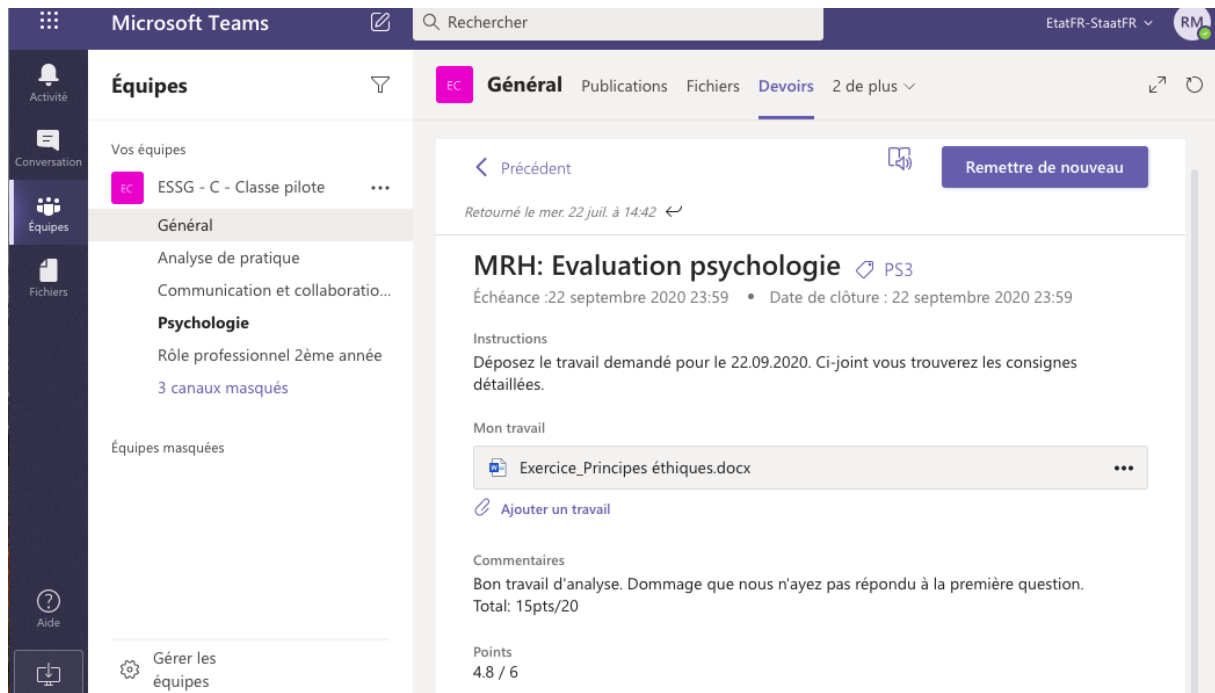 Microsoft Teams
Rechercher
EtatFR-StaatFR
RM
Activité
Conversation
Équipes
Fichiers
Aide
Équipes
Vos équipes
EC
ESSG - C - Classe pilote
Général
Analyse de pratique
Communication et collaboratio...
Psychologie
Rôle professionnel 2ème année
3 canaux masqués
Équipes masquées
Gérer les
équipes
EC
Général Publications Fichiers Devoirs 2 de plus
Précédent
Remettre de nouveau
Retourné le mer. 22 juil. à 14:42
MRH: Evaluation psychologie PS3
Échéance :22 septembre 2020 23:59 • Date de clôture : 22 septembre 2020 23:59
Instructions
Déposez le travail demandé pour le 22.09.2020. Ci-joint vous trouverez les consignes
détaillées.
Mon travail
Exercice_Principes éthiques.docx
Ajouter un travail
Commentaires
Bon travail d'analyse. Dommage que nous n'ayez pas répondu à la première question.
Total: 15pts/20
Points
4.8 / 6